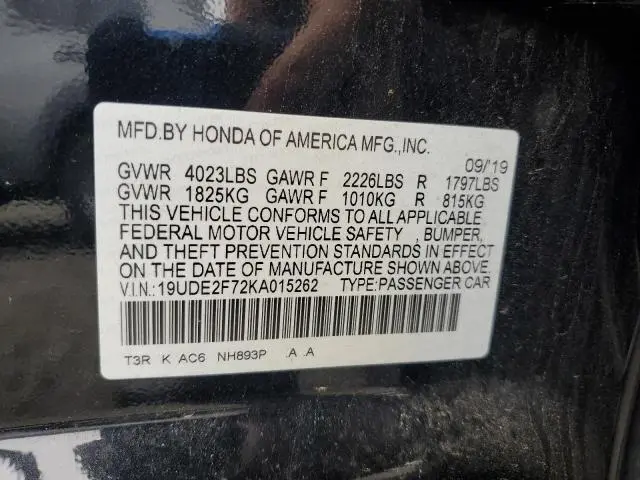 MFD.BY HONDA OF AMERICA MFG.,INC.
09/'19
GVWR 4023LBS GAWR F 2226LBS R 1797LBS
GVWR 1825KG GAWR F 1010KG R 815KG
THIS VEHICLE CONFORMS TO ALL APPLICABLE
FEDERAL MOTOR VEHICLE SAFETY , BUMPER,
AND THEFT PREVENTION STANDARDS IN EFFECT
ON THE DATE OF MANUFACTURE SHOWN ABOVE.
V.I.N.:19UDE2F72KA015262 TYPE:PASSENGER CAR
T3R K AC6 NH893P .A .A